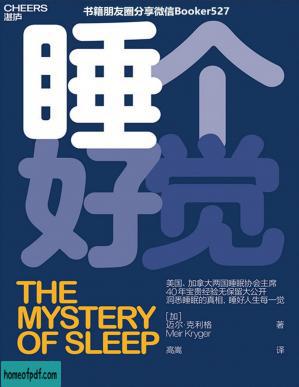 CHEERS
湛庐
书籍朋友圈分享微信Booker527
睡个
好觉
美国、加拿大两国睡眠协会主席
40年宝贵经验无保留大公开
洞悉睡眠的真相，睡好人生每一觉
THE
MYSTERY
OF SLEEP
[加]
迈尔·克利格 著
Meir Kryger
高嵩 译
homeofpdf.com